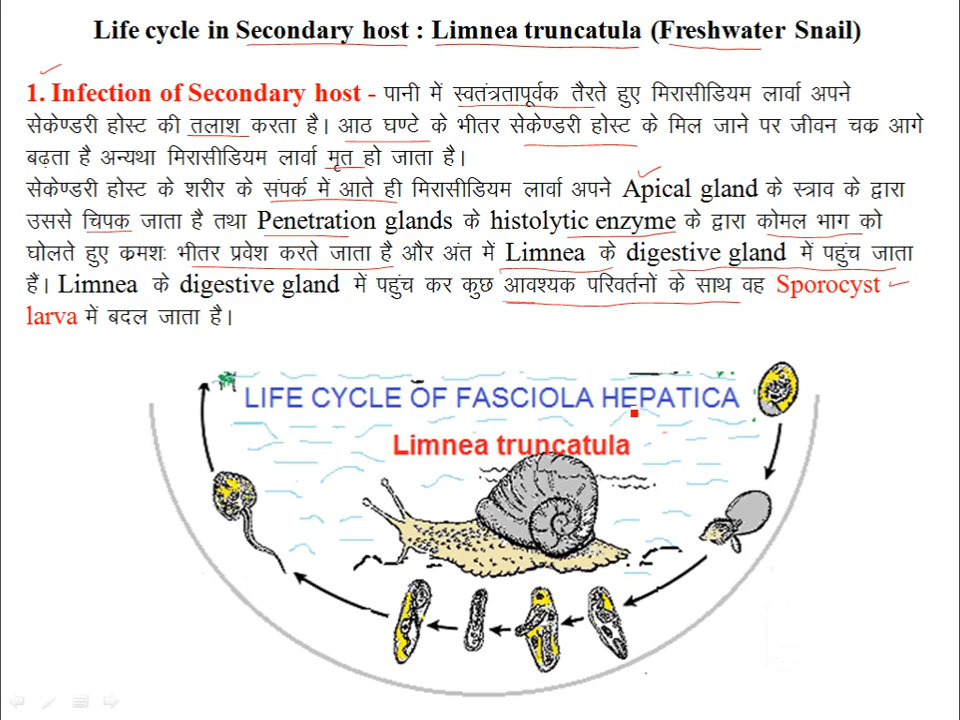 Life cycle in Secondary host : Limnea truncatula (Freshwater Snail)
1. Infection of Secondary host - पानी में स्वतंत्रतापूर्वक तैरते हुए मिरासीडियम लार्वा अपने
सेकेण्डरी होस्ट की तलाश करता है। आठ घण्टे के भीतर सेकेण्डरी होस्ट के मिल जाने पर जीवन चक्र आगे
बढ़ता है अन्यथा मिरासीडियम लार्वा मृत हो जाता है।
सेकेण्डरी होस्ट के शरीर के संपर्क में आते ही मिरासीडियम लार्वा अपने Apical gland के स्त्राव के द्वारा
उससे चिपक जाता है तथा Penetration glands के histolytic enzyme के द्वारा कोमल भाग को
घोलते हुए क्रमशः भीतर प्रवेश करते जाता है और अंत में Limnea के digestive gland में पहुंच जाता
हैं। Limnea के digestive gland में पहुंच कर कुछ आवश्यक परिवर्तनों के साथ वह Sporocyst
larva में बदल जाता है।
LIFE CYCLE OF FASCIOLA HEPATICA
Limnea truncatula